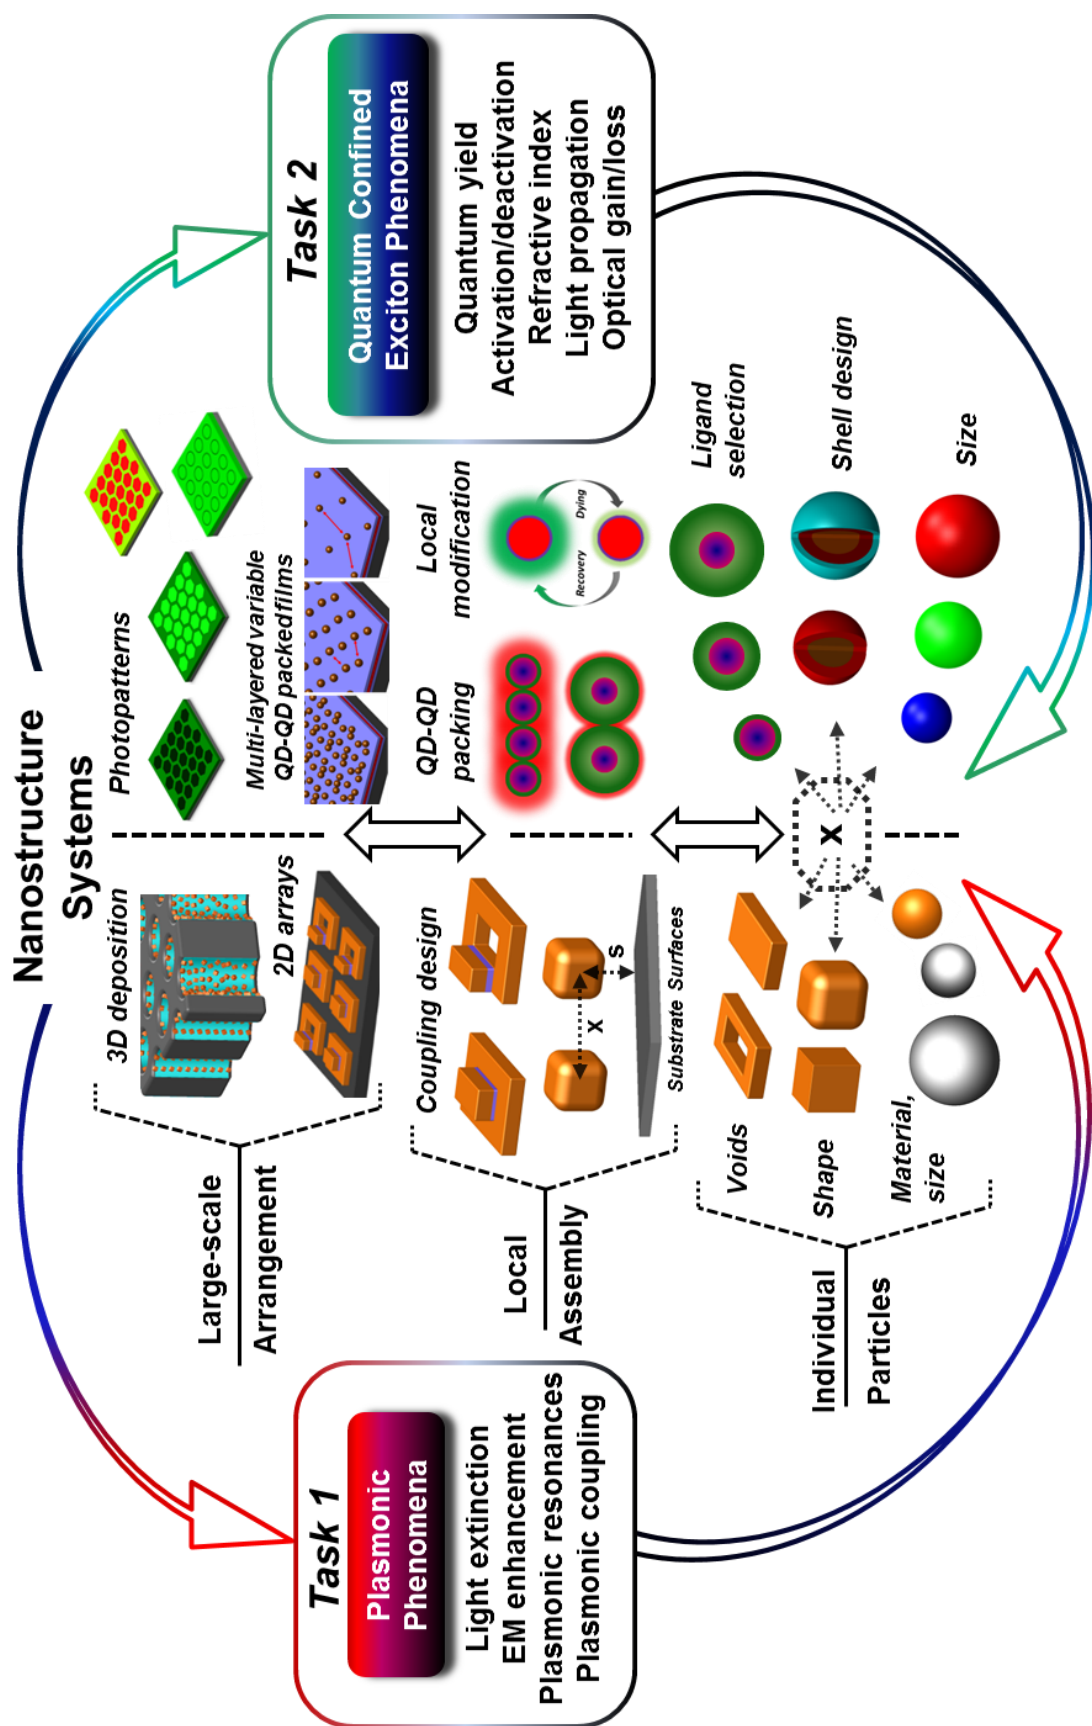 Nanostructure
Systems
Task 1
Plasmonic
Phenomena
Light extinction
EM enhancement
Plasmonic resonances
Plasmonic coupling
Large-scale
Arrangement
3D deposition
2D arrays
Local
Assembly
Coupling design
X
S
Substrate Surfaces
Individual
Particles
Voids
Shape
Material,
size
X
Photopatterns
Multi-layered variable
QD-QD packed films
QD-QD
packing
Local
modification
Recovery
Dying
Ligand
selection
Shell design
Size
Task 2
Quantum Confined
Exciton Phenomena
Quantum yield
Activation/deactivation
Refractive index
Light propagation
Optical gain/loss